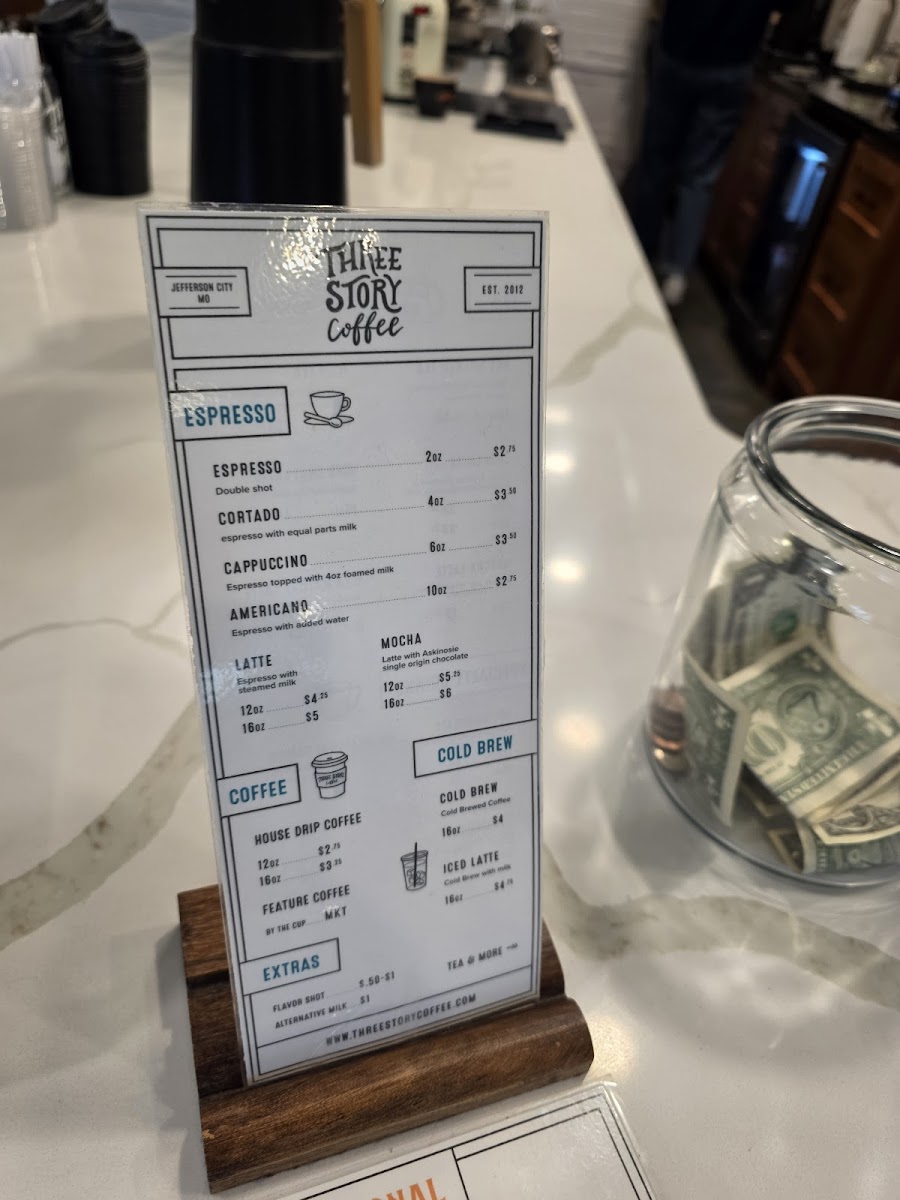 JEFFERSON CITY
MO
THREE
STORY
Coffee
EST. 2012
ESPRESSO
ESPRESSO 2oz $2.75
Double shot
CORTADO 4oz $3.50
espresso with equal parts milk
CAPPUCCINO 6oz $3.50
Espresso topped with 4oz foamed milk
AMERICANO 10oz $2.75
Espresso with added water
LATTE
Espresso with
steamed milk
12oz $4.25
16oz $5
MOCHA
Latte with Askinosie
single origin chocolate
12oz $5.25
16oz $6
COFFEE
HOUSE DRIP COFFEE
12oz $2.75
16oz $3.25
FEATURE COFFEE
BY THE CUP MKT
COLD BREW
COLD BREW
Cold Brewed Coffee
16oz $4
ICED LATTE
Cold Brew with milk
16oz $4.75
EXTRAS
FLAVOR SHOT $.50-$1
ALTERNATIVE MILK $1
TEA & MORE
WWW.THREESTORYCOFFEE.COM